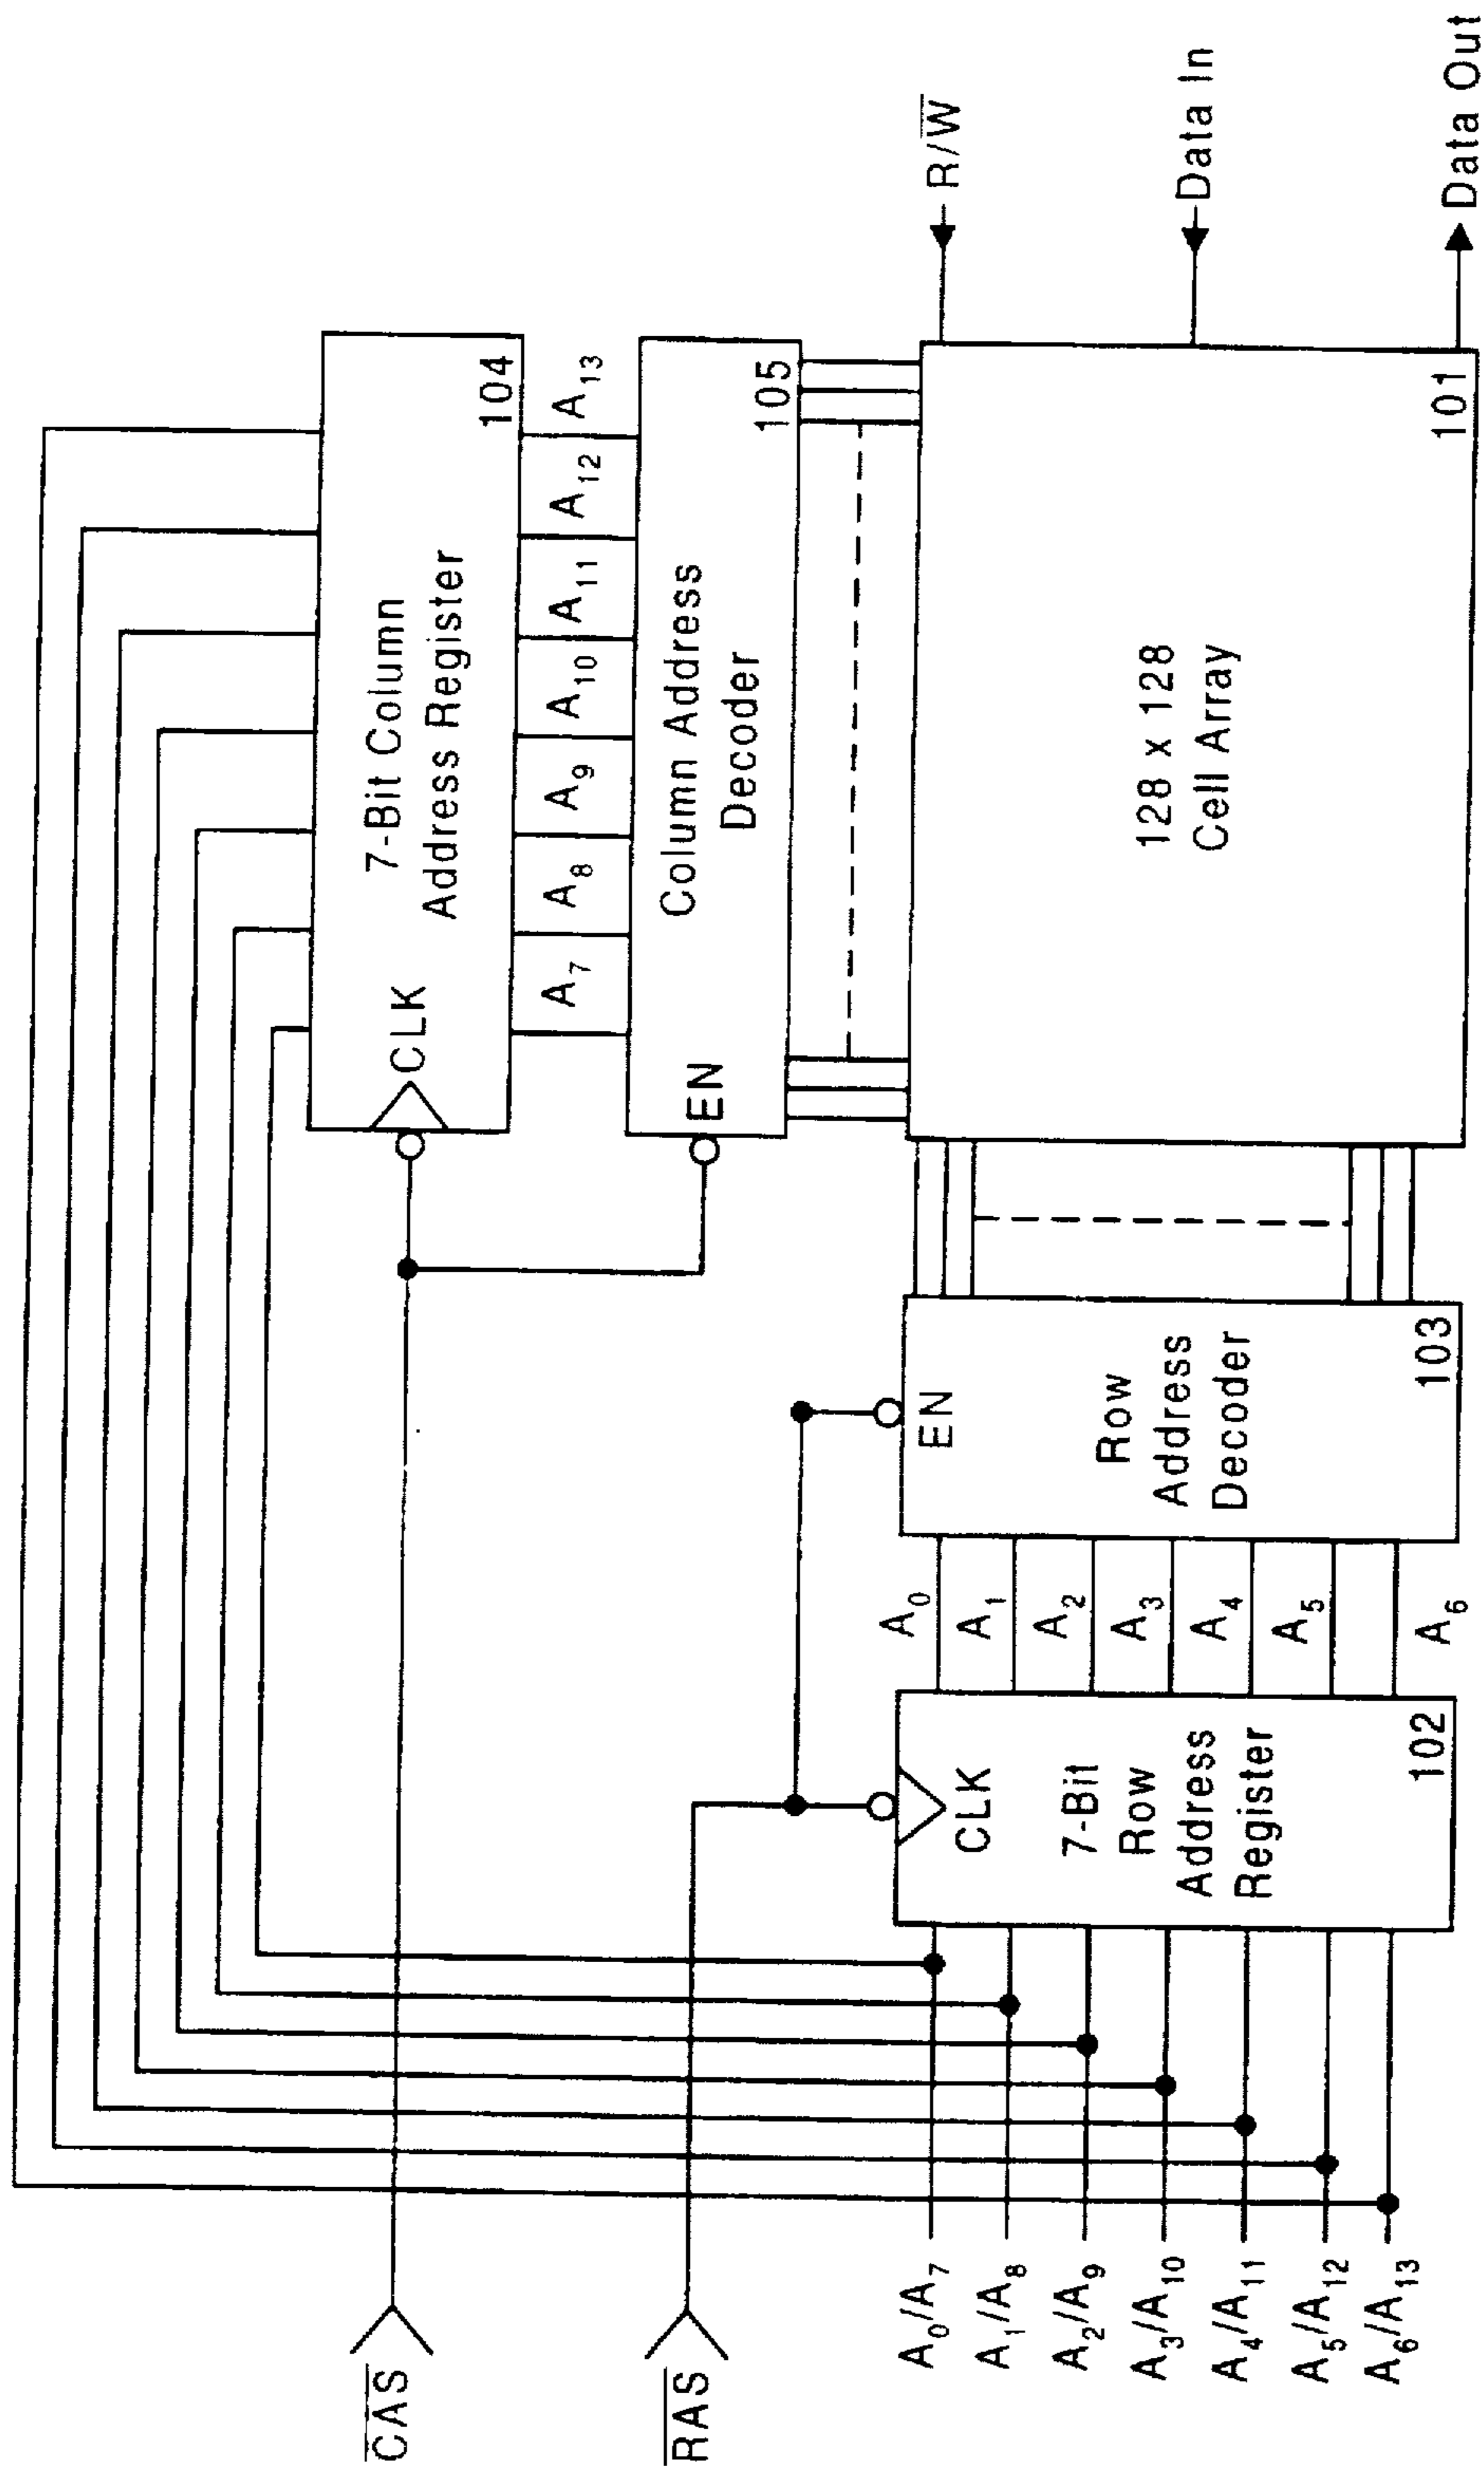 7-Bit Column
Address Register
CLK
104
A7
A8
A9
A10
A11
A12
A13
Column Address
Decoder
EN
105
CAS
RAS
A0/A7
A1/A8
A2/A9
A3/A10
A4/A11
A5/A12
A6/A13
CLK
7-Bit
Row
Address
Register
102
A0
A1
A2
A3
A4
A5
A6
EN
Row
Address
Decoder
103
128 x 128
Cell Array
101
R/W
Data In
Data Out